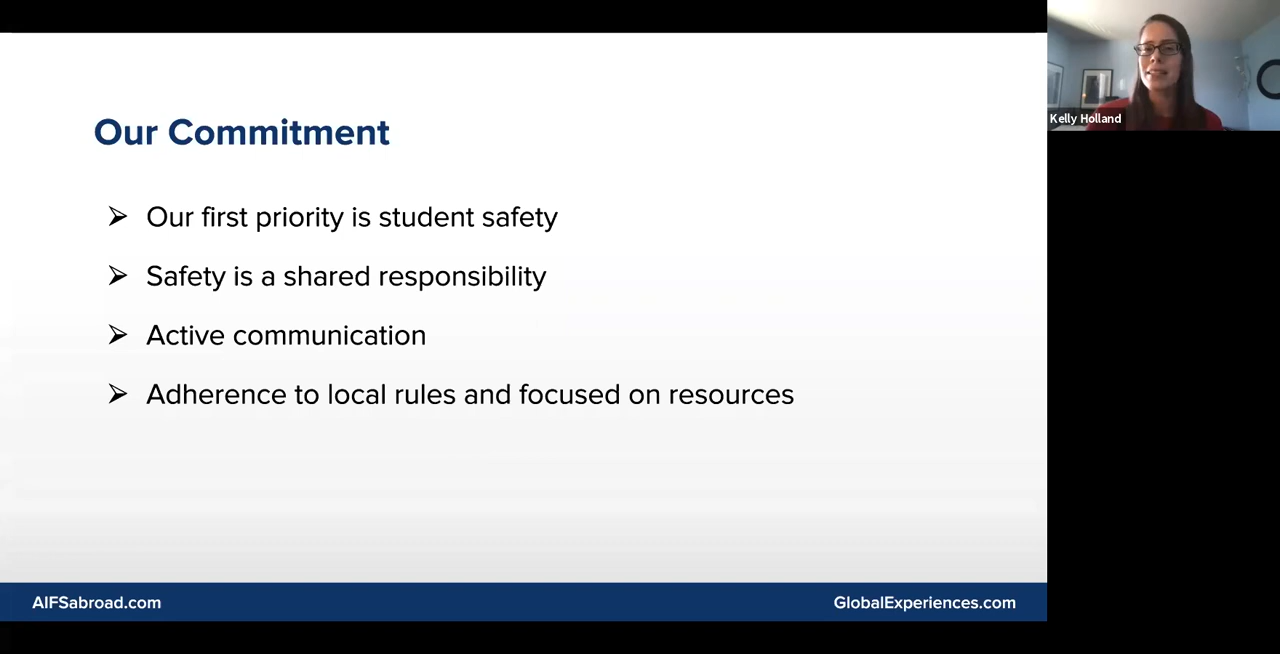 Our Commitment
Our first priority is student safety
Safety is a shared responsibility
Active communication
Adherence to local rules and focused on resources
AIFSabroad.com
GlobalExperiences.com
Kelly Holland